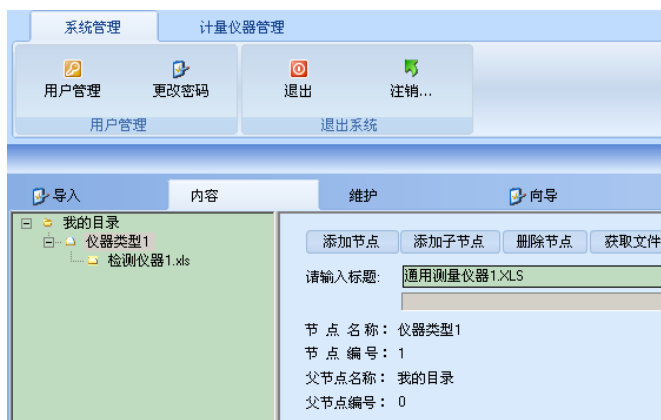 系统管理 计量仪器管理
用户管理 更改密码 退出 注销...
用户管理 退出系统
导入 内容 维护 向导
我的目录
仪器类型1
检测仪器1.xls
添加节点 添加子节点 删除节点 获取文件
请输入标题: 通用测量仪器1.XLS
节 点 名 称： 仪器类型1
节 点 编 号： 1
父节点名称： 我的目录
父节点编号： 0